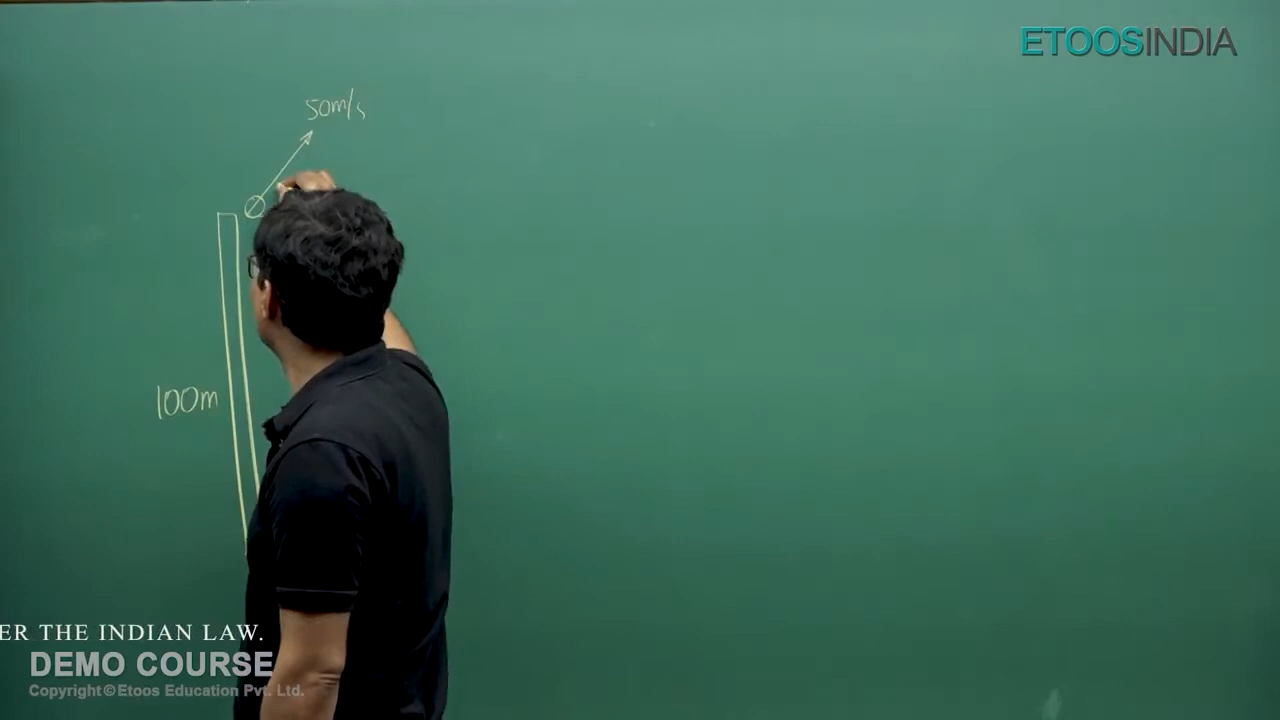 ETOOSINDIA
50m/s
100m
ER THE INDIAN LAW.
DEMO COURSE
Copyright©Etoos Education Pvt. Ltd.